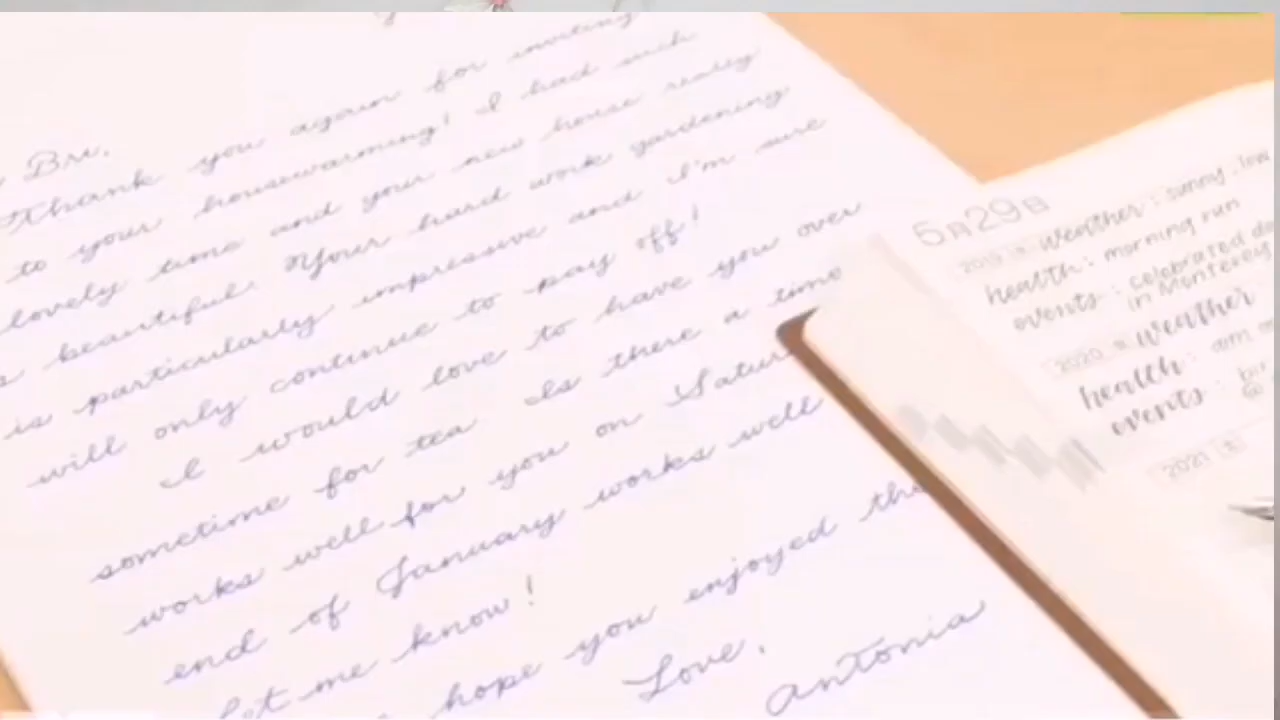 Bri,
Thank you again for inviting
to your housewarming! I had such
lovely time and your new house really
is beautiful. Your hard work gardening
is particularly impressive and I'm sure
will only continue to pay off!
I would love to have you over
sometime for tea Is there a time
works well for you on Satur
end of January works well
let me know!
hope you enjoyed the
Love,
Antonia
5月29日
2019 weather: sunny, low
health: morning run
events: celebrated
in Monterey
2020 weather
health: am
events:
2021